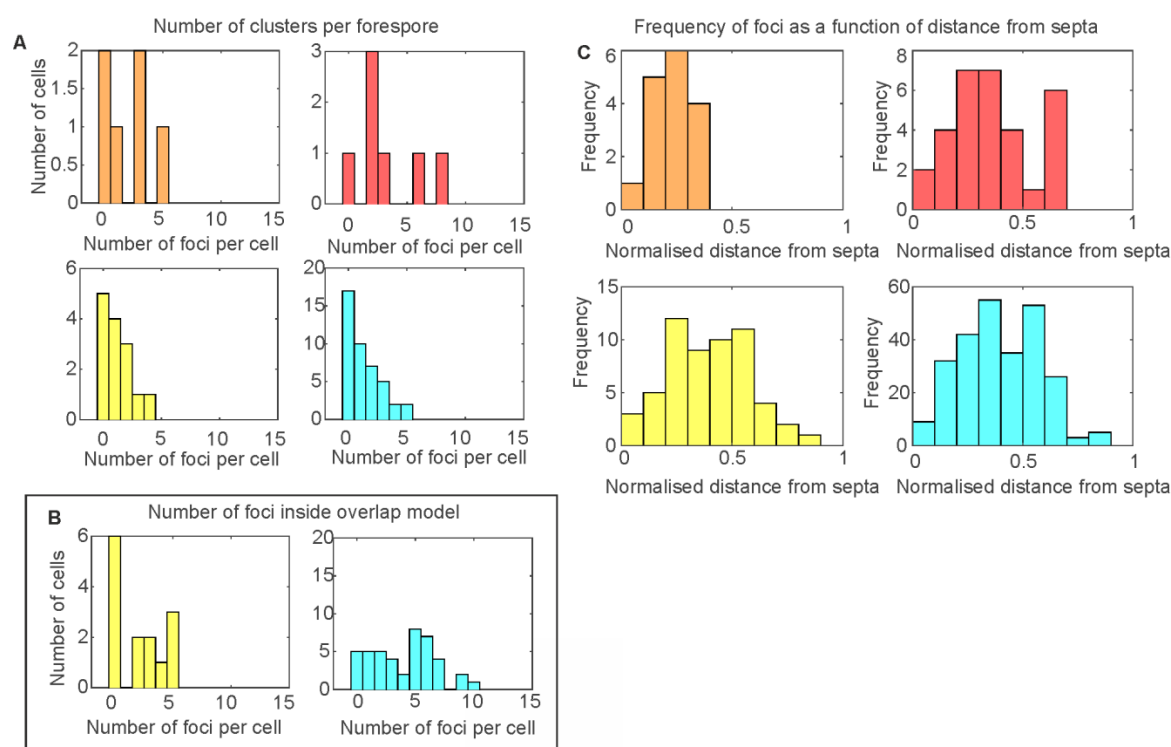 Number of clusters per forespore
A
Number of cells
2
1.5
1
0.5
0
0 5 10 15
Number of foci per cell
3
2
1
0
0 5 10 15
Number of foci per cell
6
4
2
0
0 5 10 15
Number of foci per cell
20
15
10
5
0
0 5 10 15
Number of foci per cell
B
Number of foci inside overlap model
Number of cells
6
4
2
0
0 5 10 15
Number of foci per cell
20
15
10
5
0
0 5 10 15
Number of foci per cell
Frequency of foci as a function of distance from septa
C
Frequency
6
4
2
0
0 0.5 1
Normalised distance from septa
Frequency
8
6
4
2
0
0 0.5 1
Normalised distance from septa
Frequency
15
10
5
0
0 0.5 1
Normalised distance from septa
Frequency
60
40
20
0
0 0.5 1
Normalised distance from septa